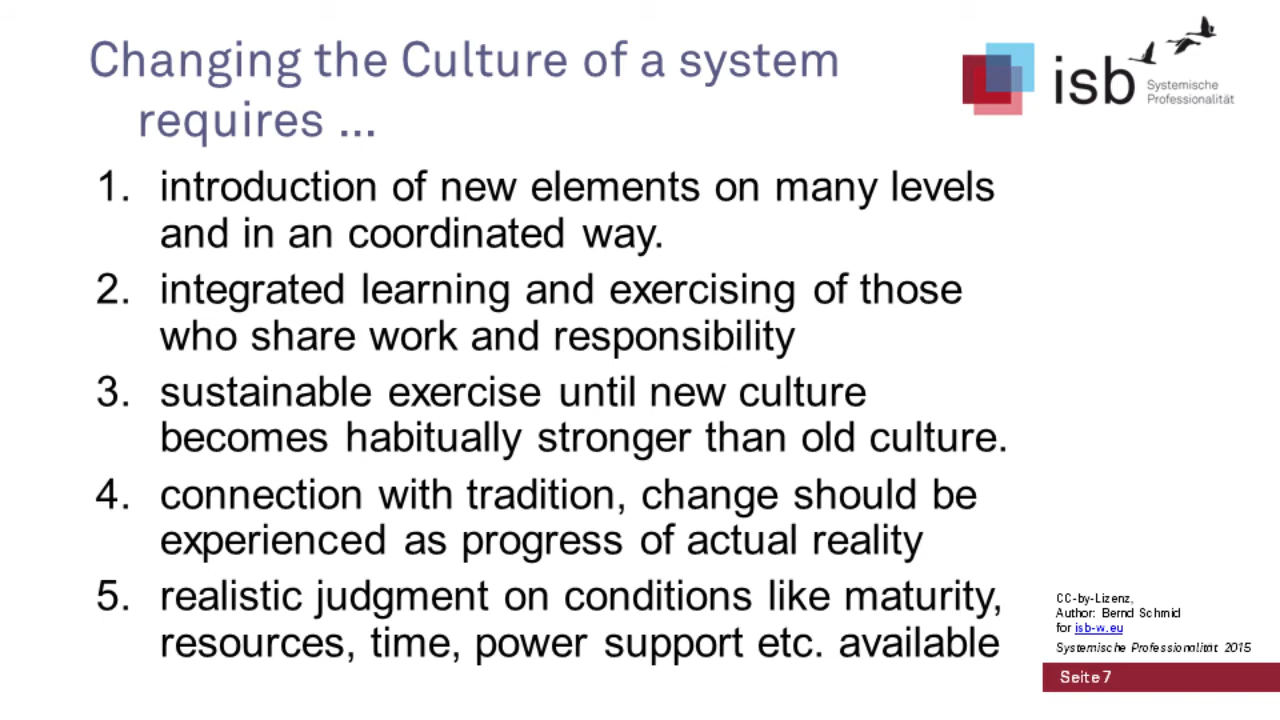 Changing the Culture of a system
requires ...
isb
Systemische
Professionalität
1. introduction of new elements on many levels
and in an coordinated way.
2. integrated learning and exercising of those
who share work and responsibility
3. sustainable exercise until new culture
becomes habitually stronger than old culture.
4. connection with tradition, change should be
experienced as progress of actual reality
5. realistic judgment on conditions like maturity,
resources, time, power support etc. available
CC-by-Lizenz,
Author: Bernd Schmid
for isb-w.eu
Systemische Professionalität 2015
Seite 7